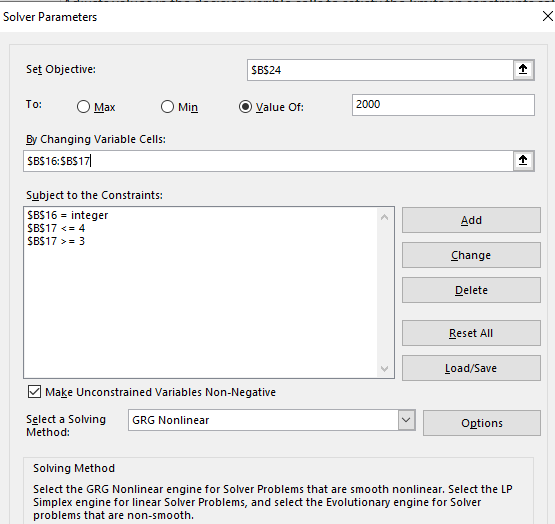 Solver Parameters
Set Objective:
$B$24
To:
Max
Min
Value Of:
2000
By Changing Variable Cells:
$B$16:$B$17
Subject to the Constraints:
$B$16 = integer
$B$17 <= 4
$B$17 >= 3
Add
Change
Delete
Reset All
Load/Save
Make Unconstrained Variables Non-Negative
Select a Solving
Method:
GRG Nonlinear
Options
Solving Method
Select the GRG Nonlinear engine for Solver Problems that are smooth nonlinear. Select the LP
Simplex engine for linear Solver Problems, and select the Evolutionary engine for Solver
problems that are non-smooth.